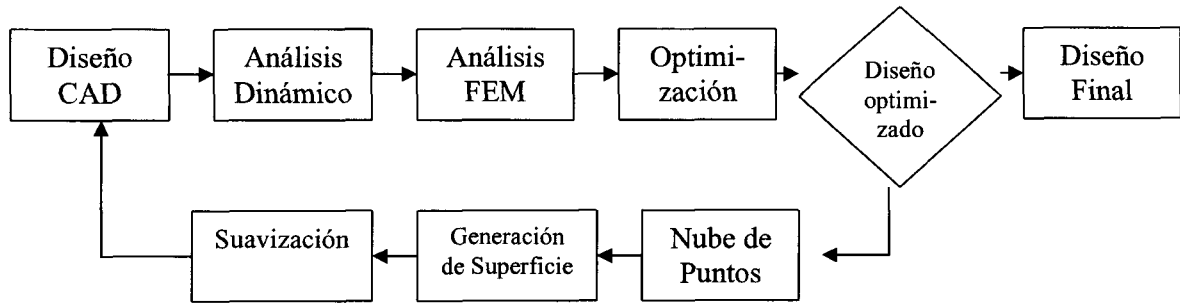 Diseño
CAD
Análisis
Dinámico
Análisis
FEM
Optimi-
zación
Diseño
optimi-
zado
Diseño
Final
Suavización
Generación
de Superficie
Nube de
Puntos